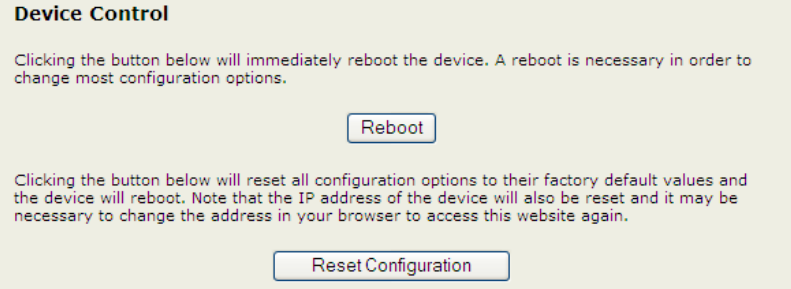 Device Control
Clicking the button below will immediately reboot the device. A reboot is necessary in order to
change most configuration options.
Reboot
Clicking the button below will reset all configuration options to their factory default values and
the device will reboot. Note that the IP address of the device will also be reset and it may be
necessary to change the address in your browser to access this website again.
Reset Configuration